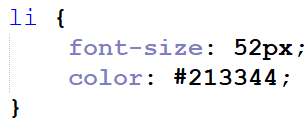 li {
    font-size: 52px;
    color: #213344;
}